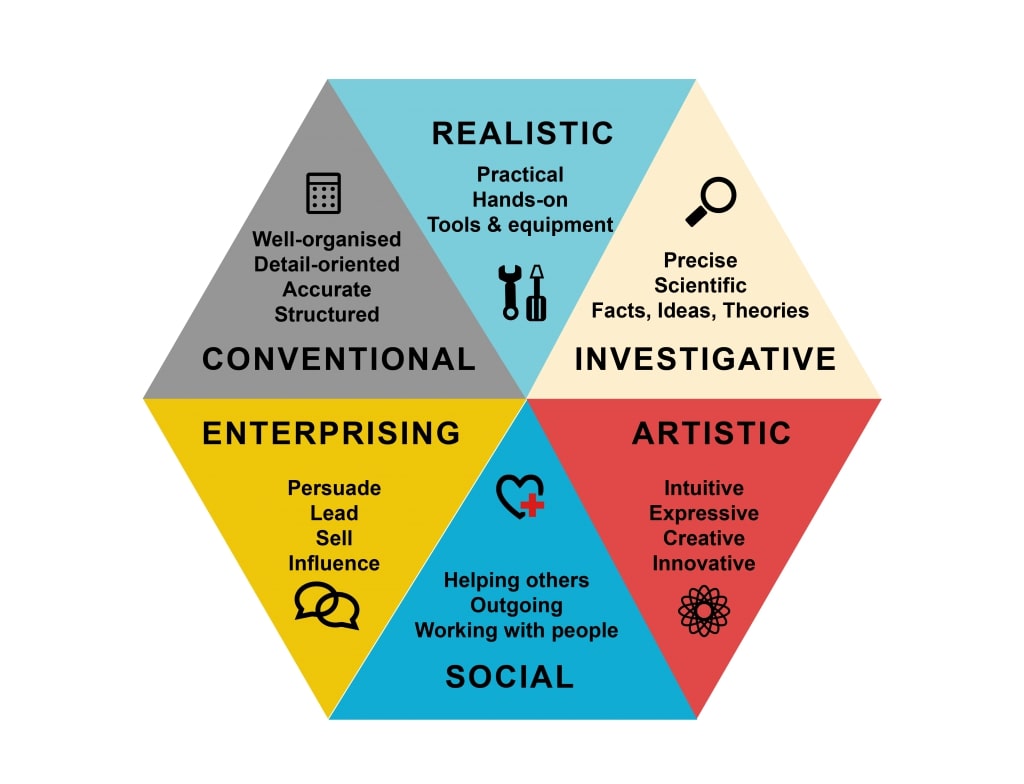 REALISTIC
Practical
Hands-on
Tools & equipment
Well-organised
Detail-oriented
Accurate
Structured
CONVENTIONAL
Precise
Scientific
Facts, Ideas, Theories
INVESTIGATIVE
ENTERPRISING
Persuade
Lead
Sell
Influence
Helping others
Outgoing
Working with people
SOCIAL
ARTISTIC
Intuitive
Expressive
Creative
Innovative